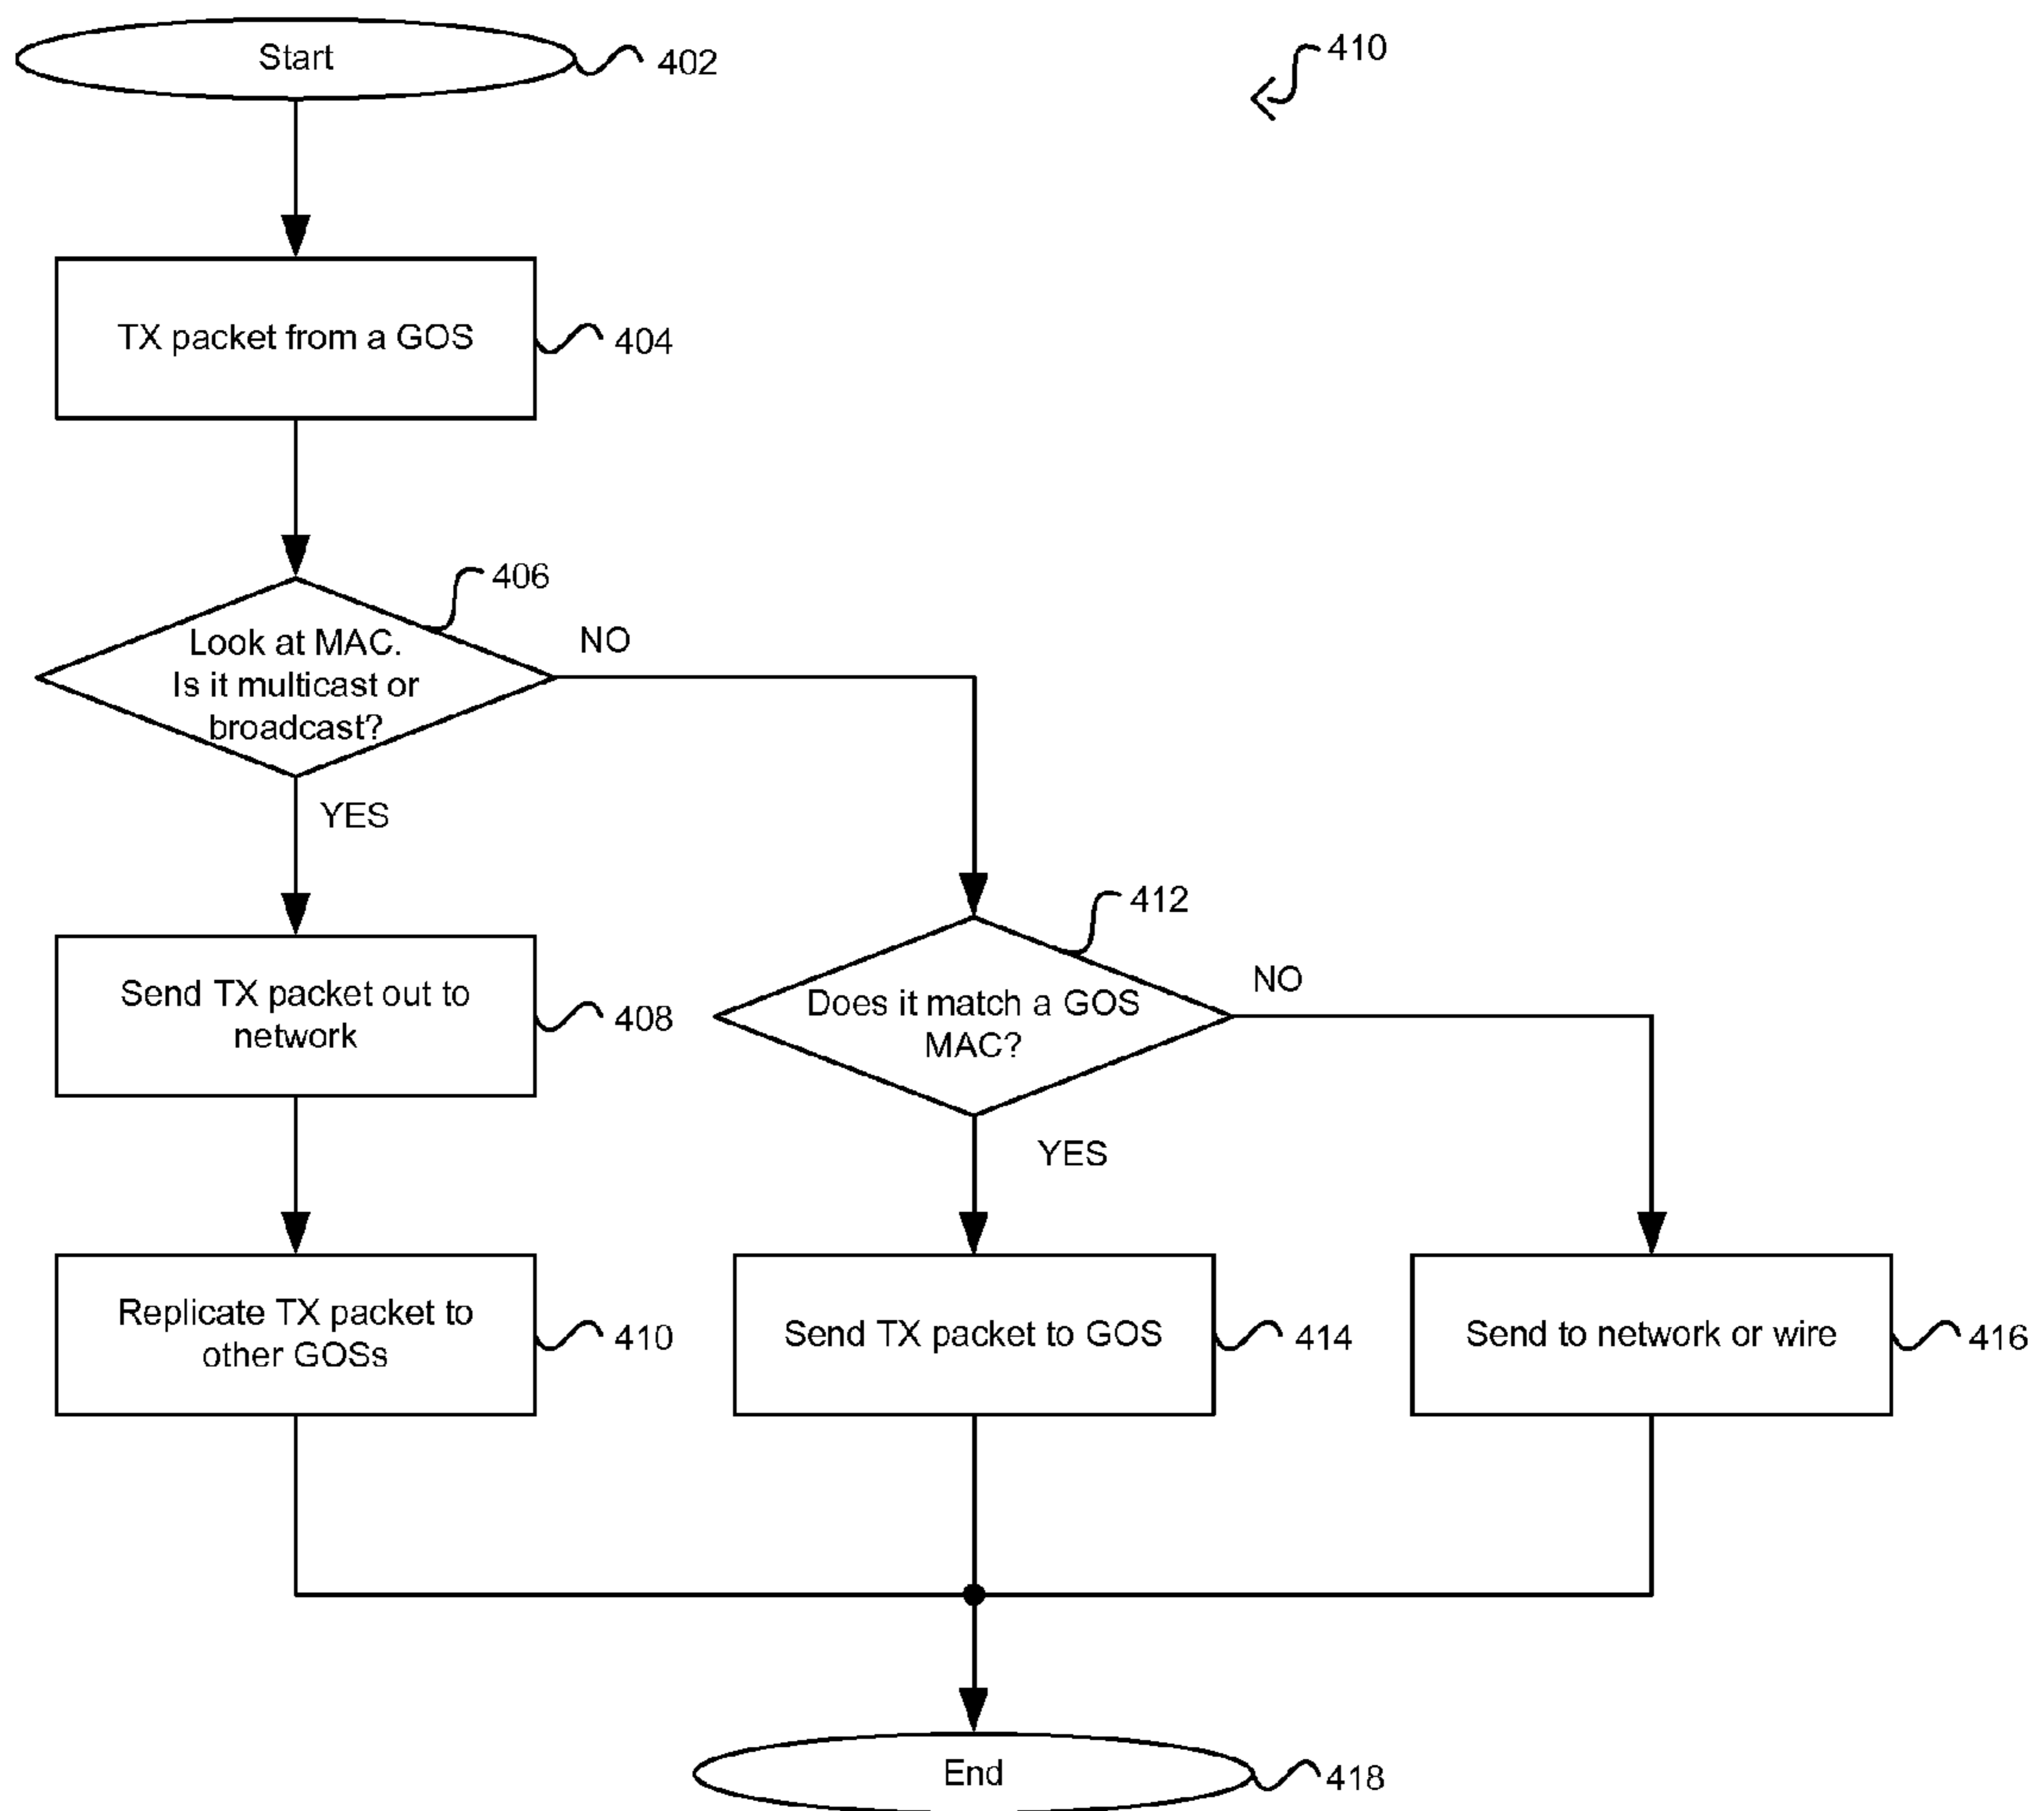 Start
402
410
TX packet from a GOS
404
406
Look at MAC.
Is it multicast or
broadcast?
NO
YES
412
Send TX packet out to
network
408
Does it match a GOS
MAC?
NO
YES
Replicate TX packet to
other GOSs
410
Send TX packet to GOS
414
Send to network or wire
416
End
418